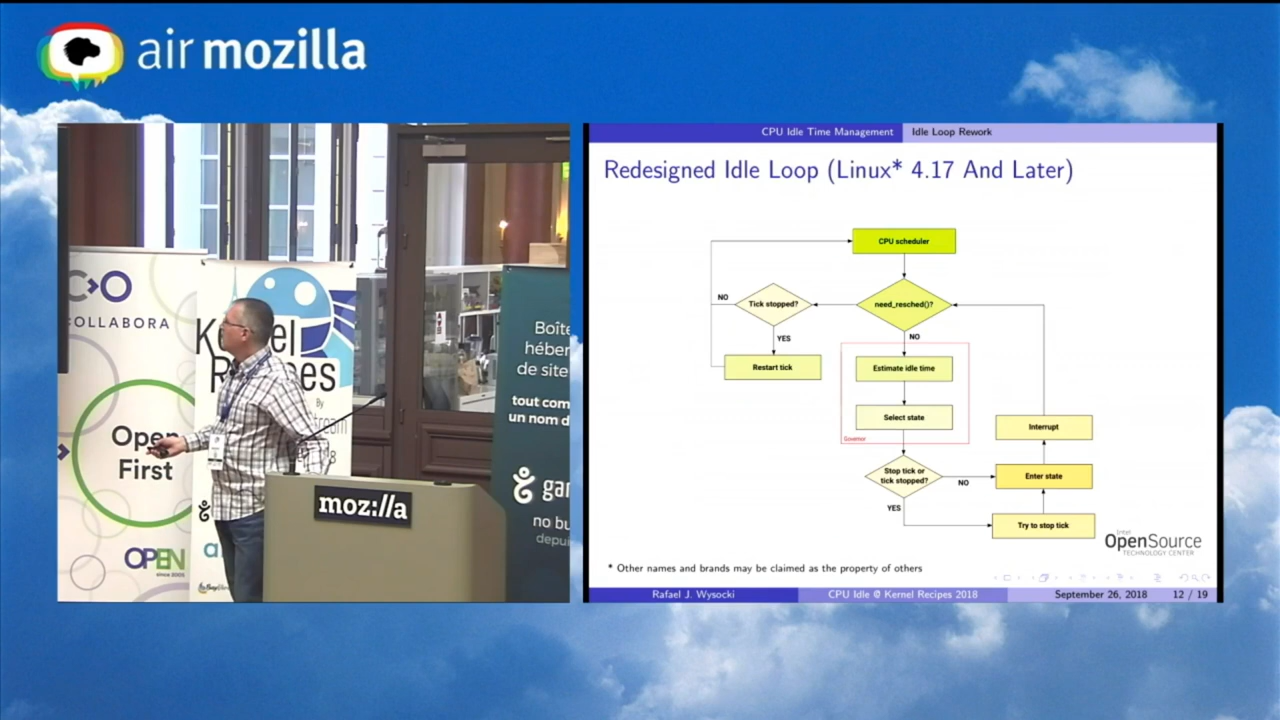 air mozilla
COLLABORA
Open
First
OPEN
since 2005
Kernel
Recipes
By
moz://a
Boîte
héber
de site
tout com
un nom d
gan
no bu
depui
CPU Idle Time Management
Idle Loop Rework
Redesigned Idle Loop (Linux* 4.17 And Later)
CPU scheduler
NO
Tick stopped?
need_resched()?
YES
NO
Restart tick
Estimate idle time
Select state
Governor
Interrupt
Stop tick or
tick stopped?
NO
Enter state
YES
Try to stop tick
Intel
OpenSource
TECHNOLOGY CENTER
* Other names and brands may be claimed as the property of others
Rafael J. Wysocki
CPU Idle @ Kernel Recipes 2018
September 26, 2018
12 / 19